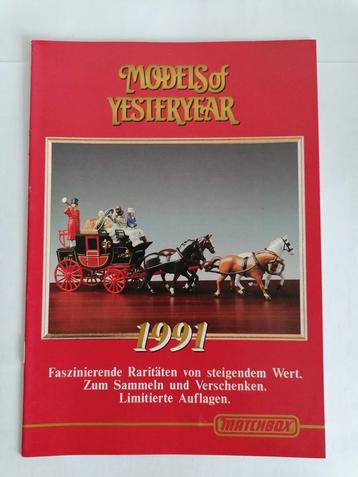 MODELS of
YESTERYEAR
1991
Faszinierende Raritäten von steigendem Wert.
Zum Sammeln und Verschenken.
Limitierte Auflagen.
MATCHBOX